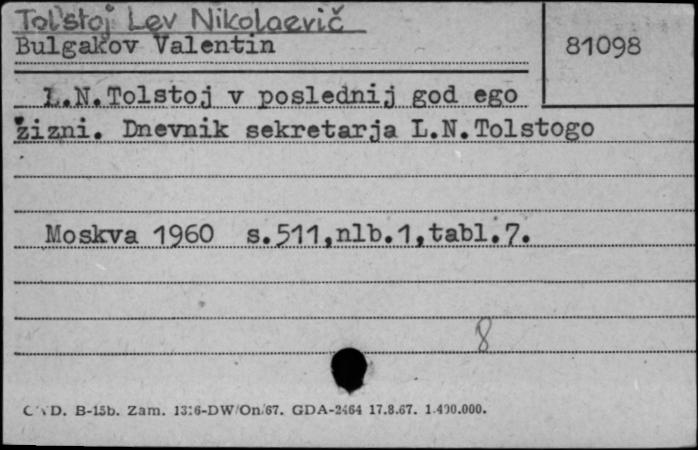 Tolstoj Lev Nikolaevič
Bulgakov Valentin
81098
L.N.Tolstoj v poslednij god ego
žizni. Dnevnik sekretarja L.N.Tolstogo
Moskva 1960 s.511,nlb.1,tabl.7.
8
B-15b. Zam. 1316-DW/On/67. GDA-2464 17.8.67. 1.400.000.